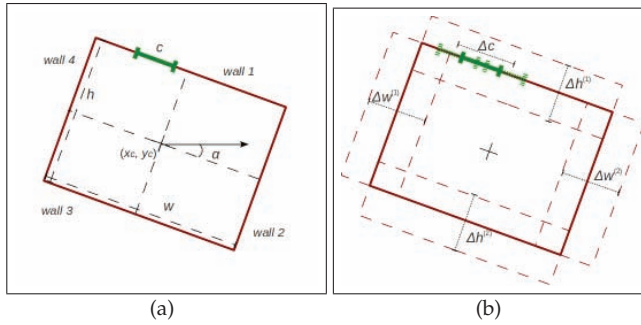 c
wall 4
wall 1
h
(xc, yc)
α
w
wall 3
wall 2
(a)
Δc
Δh(1)
Δw(1)
Δw(2)
Δh(2)
(b)